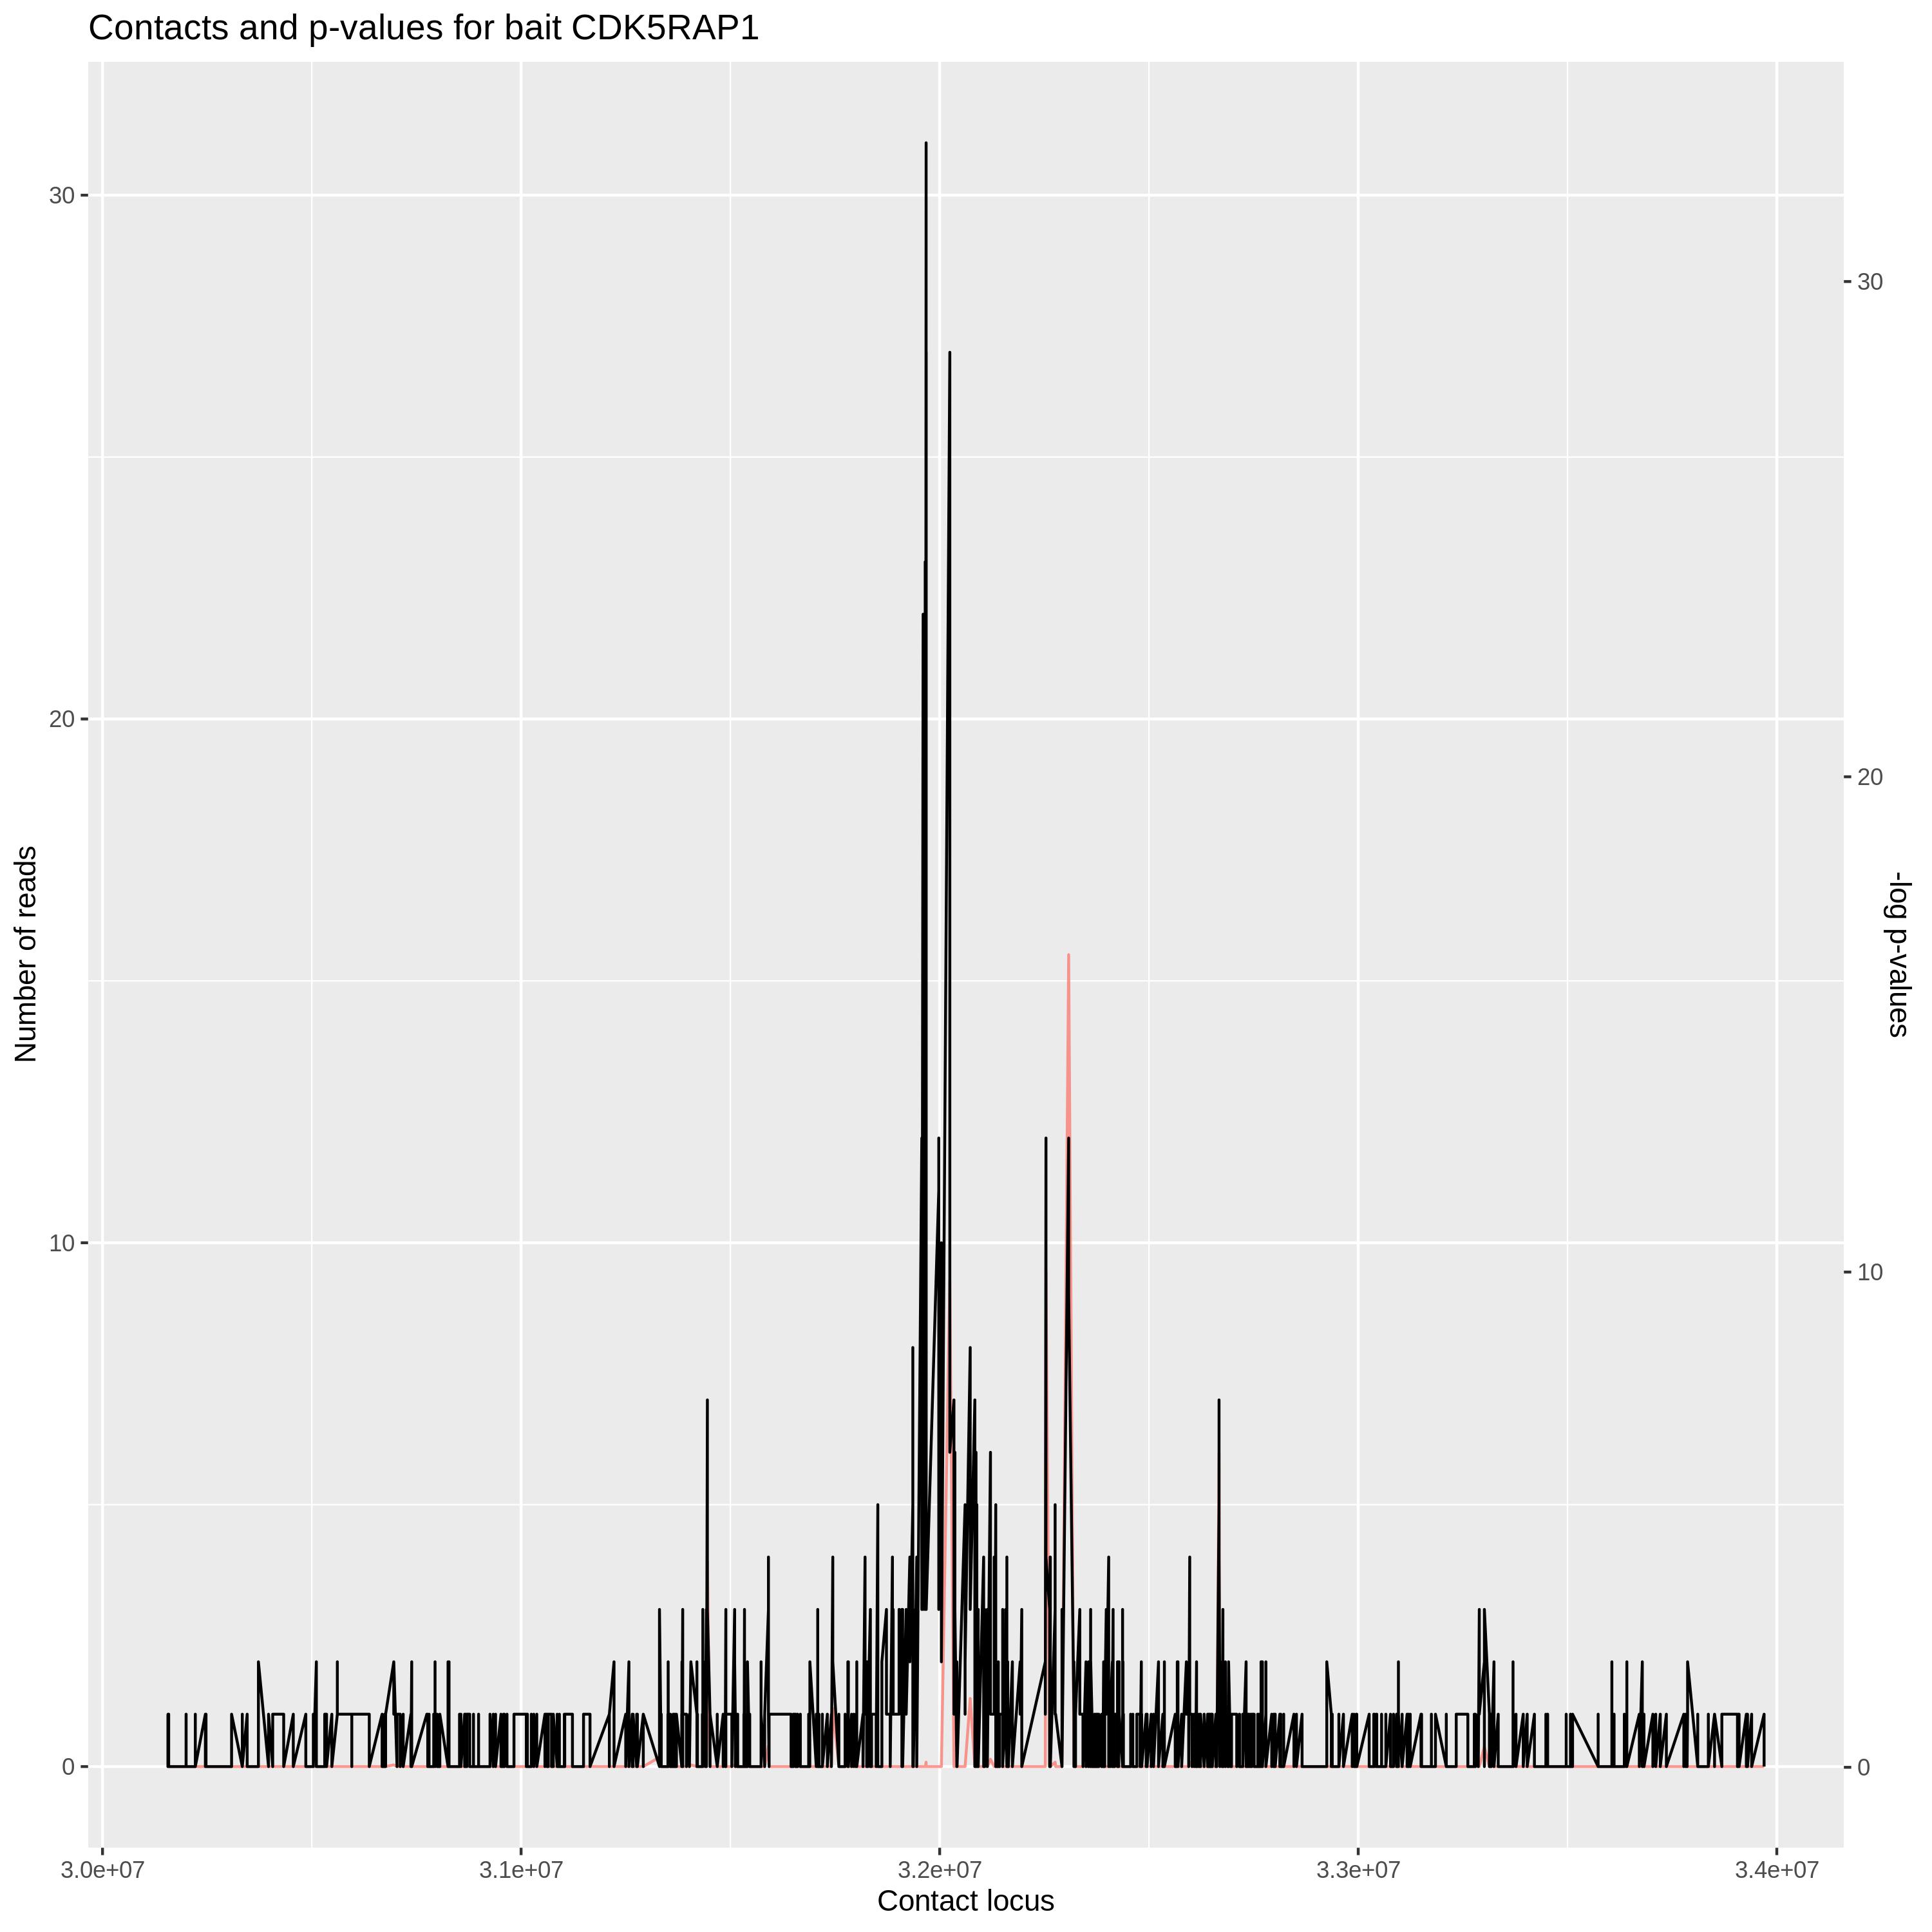 Contacts and p-values for bait CDK5RAP1
30
20
10
0
Number of reads
30
20
10
0
-log p-values
3.0e+07 3.1e+07 3.2e+07 3.3e+07 3.4e+07
Contact locus